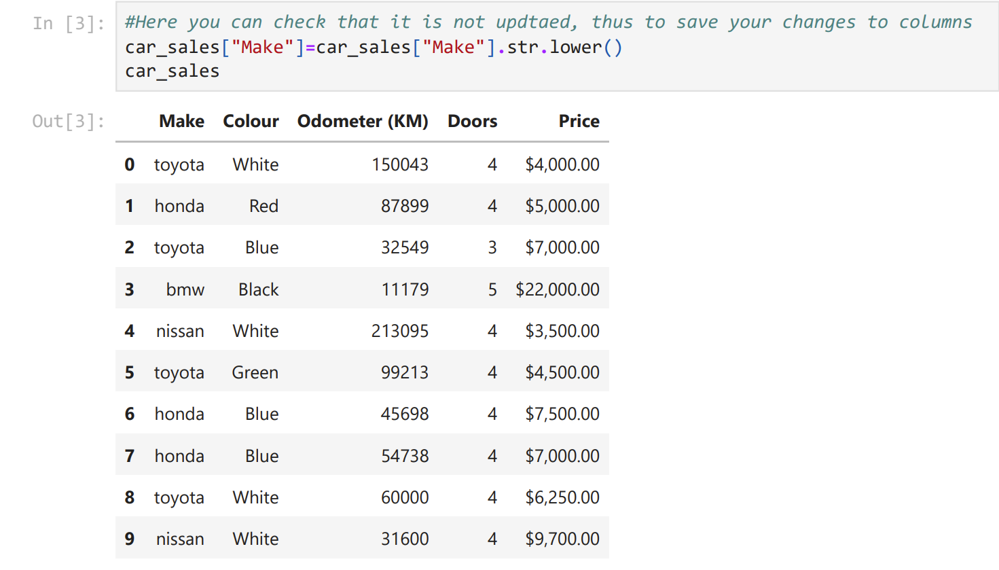 In [3]: #Here you can check that it is not updtaed, thus to save your changes to columns
car_sales["Make"]=car_sales["Make"].str.lower()
car_sales
Out[3]: Make Colour Odometer (KM) Doors Price
0 toyota White 150043 4 $4,000.00
1 honda Red 87899 4 $5,000.00
2 toyota Blue 32549 3 $7,000.00
3 bmw Black 11179 5 $22,000.00
4 nissan White 213095 4 $3,500.00
5 toyota Green 99213 4 $4,500.00
6 honda Blue 45698 4 $7,500.00
7 honda Blue 54738 4 $7,000.00
8 toyota White 60000 4 $6,250.00
9 nissan White 31600 4 $9,700.00